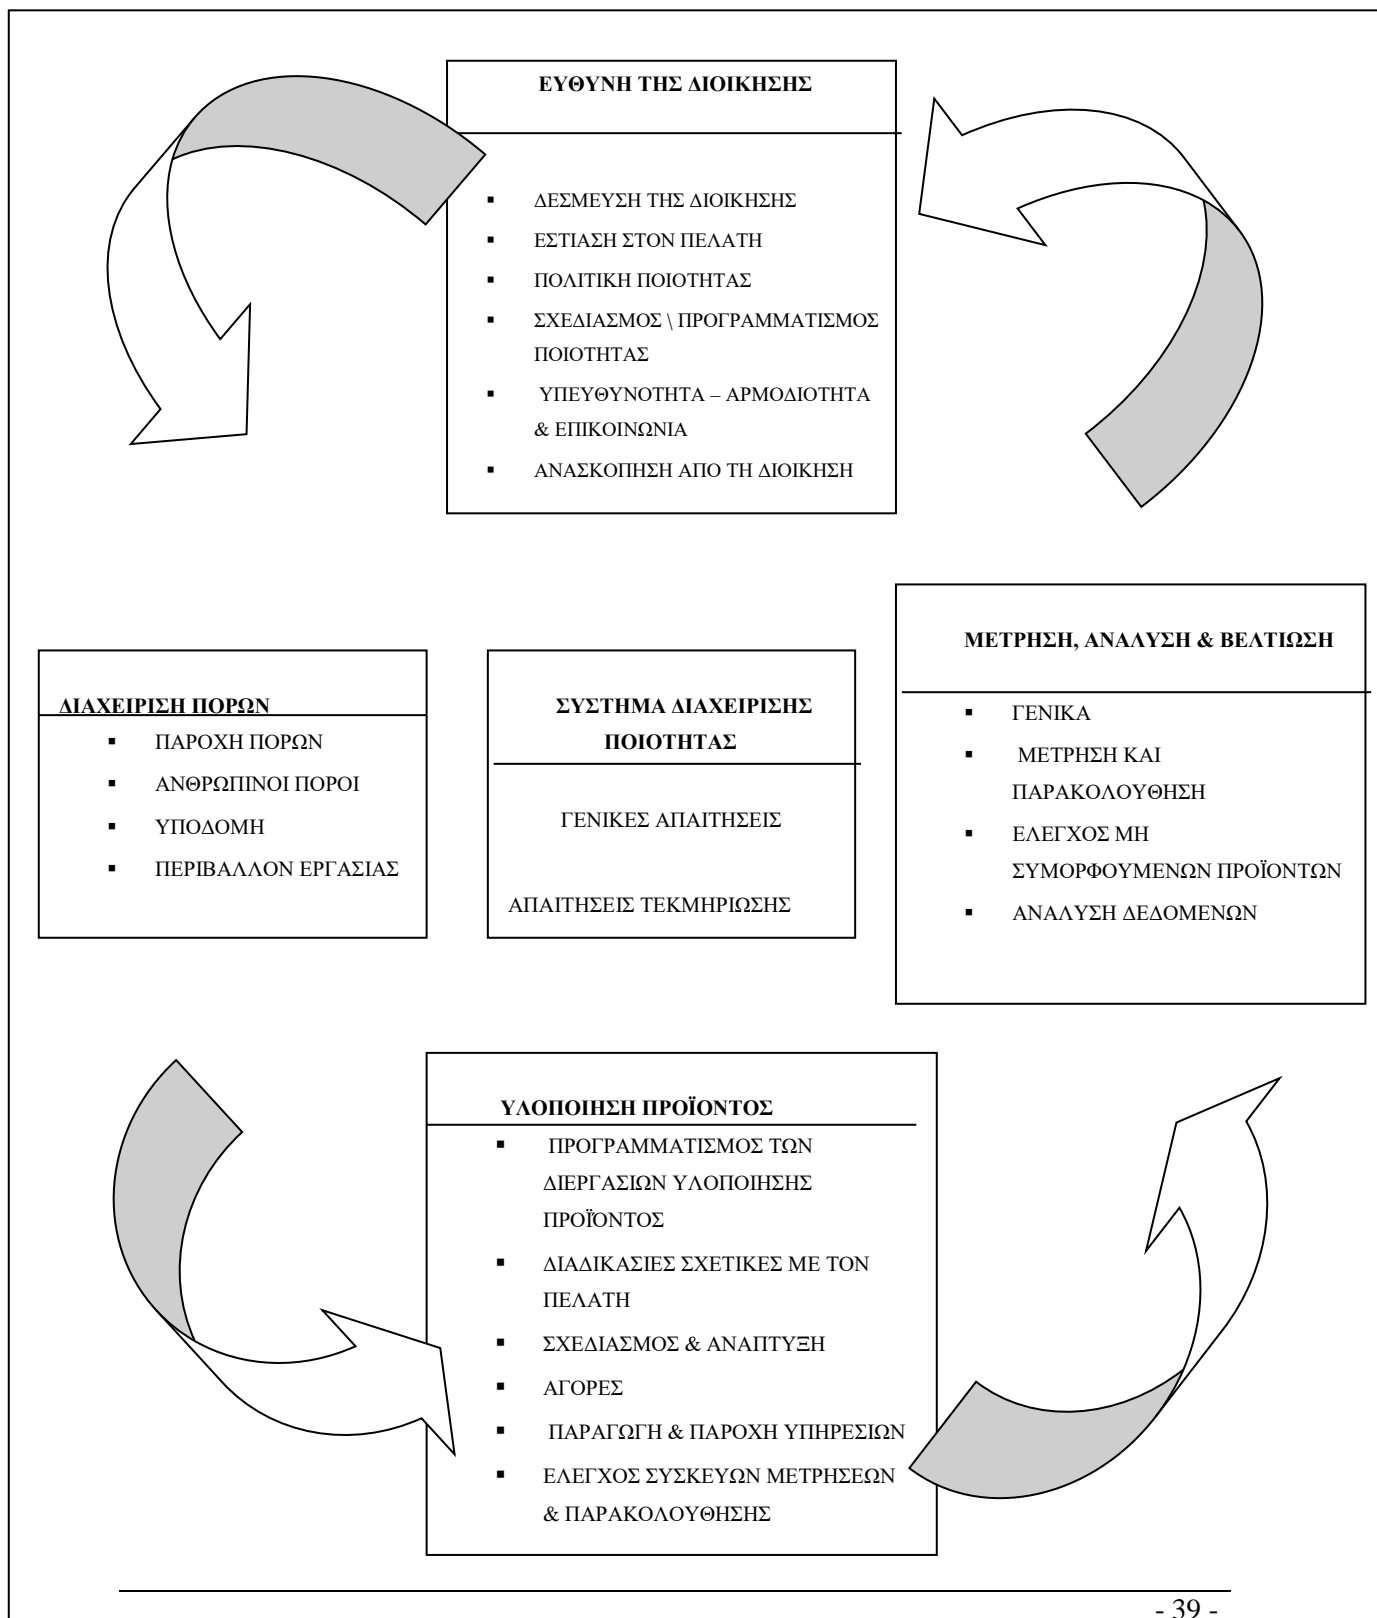 ΕΥΘΥΝΗ ΤΗΣ ΔΙΟΙΚΗΣΗΣ
▪ ΔΕΣΜΕΥΣΗ ΤΗΣ ΔΙΟΙΚΗΣΗΣ
▪ ΕΣΤΙΑΣΗ ΣΤΟΝ ΠΕΛΑΤΗ
▪ ΠΟΛΙΤΙΚΗ ΠΟΙΟΤΗΤΑΣ
▪ ΣΧΕΔΙΑΣΜΟΣ \ ΠΡΟΓΡΑΜΜΑΤΙΣΜΟΣ
ΠΟΙΟΤΗΤΑΣ
▪ ΥΠΕΥΘΥΝΟΤΗΤΑ – ΑΡΜΟΔΙΟΤΗΤΑ
& ΕΠΙΚΟΙΝΩΝΙΑ
▪ ΑΝΑΣΚΟΠΗΣΗ ΑΠΟ ΤΗ ΔΙΟΙΚΗΣΗ
ΔΙΑΧΕΙΡΙΣΗ ΠΟΡΩΝ
▪ ΠΑΡΟΧΗ ΠΟΡΩΝ
▪ ΑΝΘΡΩΠΙΝΟΙ ΠΟΡΟΙ
▪ ΥΠΟΔΟΜΗ
▪ ΠΕΡΙΒΑΛΛΟΝ ΕΡΓΑΣΙΑΣ
ΣΥΣΤΗΜΑ ΔΙΑΧΕΙΡΙΣΗΣ
ΠΟΙΟΤΗΤΑΣ
ΓΕΝΙΚΕΣ ΑΠΑΙΤΗΣΕΙΣ
ΑΠΑΙΤΗΣΕΙΣ ΤΕΚΜΗΡΙΩΣΗΣ
ΜΕΤΡΗΣΗ, ΑΝΑΛΥΣΗ & ΒΕΛΤΙΩΣΗ
▪ ΓΕΝΙΚΑ
▪ ΜΕΤΡΗΣΗ ΚΑΙ
ΠΑΡΑΚΟΛΟΥΘΗΣΗ
▪ ΕΛΕΓΧΟΣ ΜΗ
ΣΥΜΟΡΦΟΥΜΕΝΩΝ ΠΡΟΪΟΝΤΩΝ
▪ ΑΝΑΛΥΣΗ ΔΕΔΟΜΕΝΩΝ
ΥΛΟΠΟΙΗΣΗ ΠΡΟΪΟΝΤΟΣ
▪ ΠΡΟΓΡΑΜΜΑΤΙΣΜΟΣ ΤΩΝ
ΔΙΕΡΓΑΣΙΩΝ ΥΛΟΠΟΙΗΣΗΣ
ΠΡΟΪΌΝΤΟΣ
▪ ΔΙΑΔΙΚΑΣΙΕΣ ΣΧΕΤΙΚΕΣ ΜΕ ΤΟΝ
ΠΕΛΑΤΗ
▪ ΣΧΕΔΙΑΣΜΟΣ & ΑΝΑΠΤΥΞΗ
▪ ΑΓΟΡΕΣ
▪ ΠΑΡΑΓΩΓΗ & ΠΑΡΟΧΗ ΥΠΗΡΕΣΙΩΝ
▪ ΕΛΕΓΧΟΣ ΣΥΣΚΕΥΩΝ ΜΕΤΡΗΣΕΩΝ
& ΠΑΡΑΚΟΛΟΥΘΗΣΗΣ
- 39 -